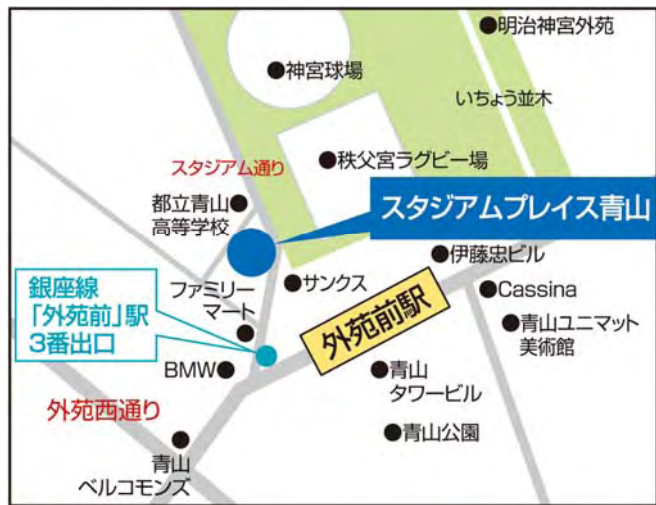 明治神宮外苑
神宮球場
いちょう並木
秩父宮ラグビー場
スタジアム通り
都立青山
高等学校
スタジアムプレイス青山
伊藤忠ビル
サンクス
Cassina
銀座線
「外苑前」駅
3番出口
ファミリー
マート
外苑前駅
青山ユニマット
美術館
BMW
青山
タワービル
外苑西通り
青山公園
青山
ベルコモンズ